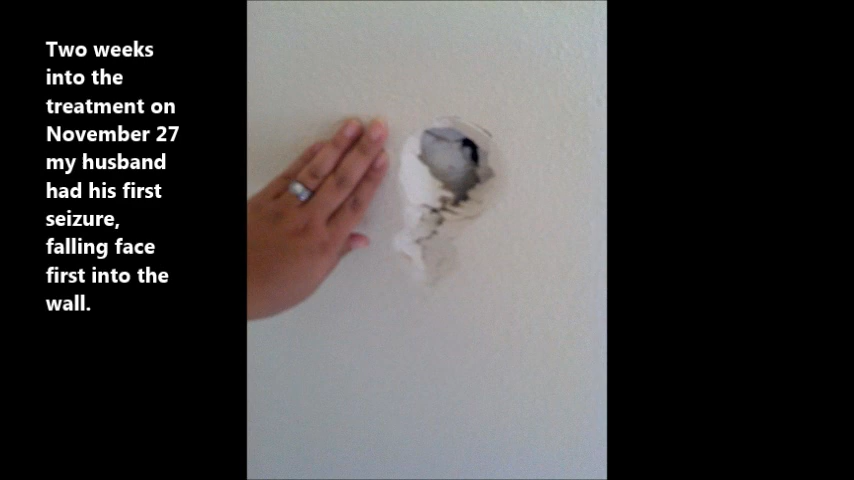 Two weeks
into the
treatment on
November 27
my husband
had his first
seizure,
falling face
first into the
wall.